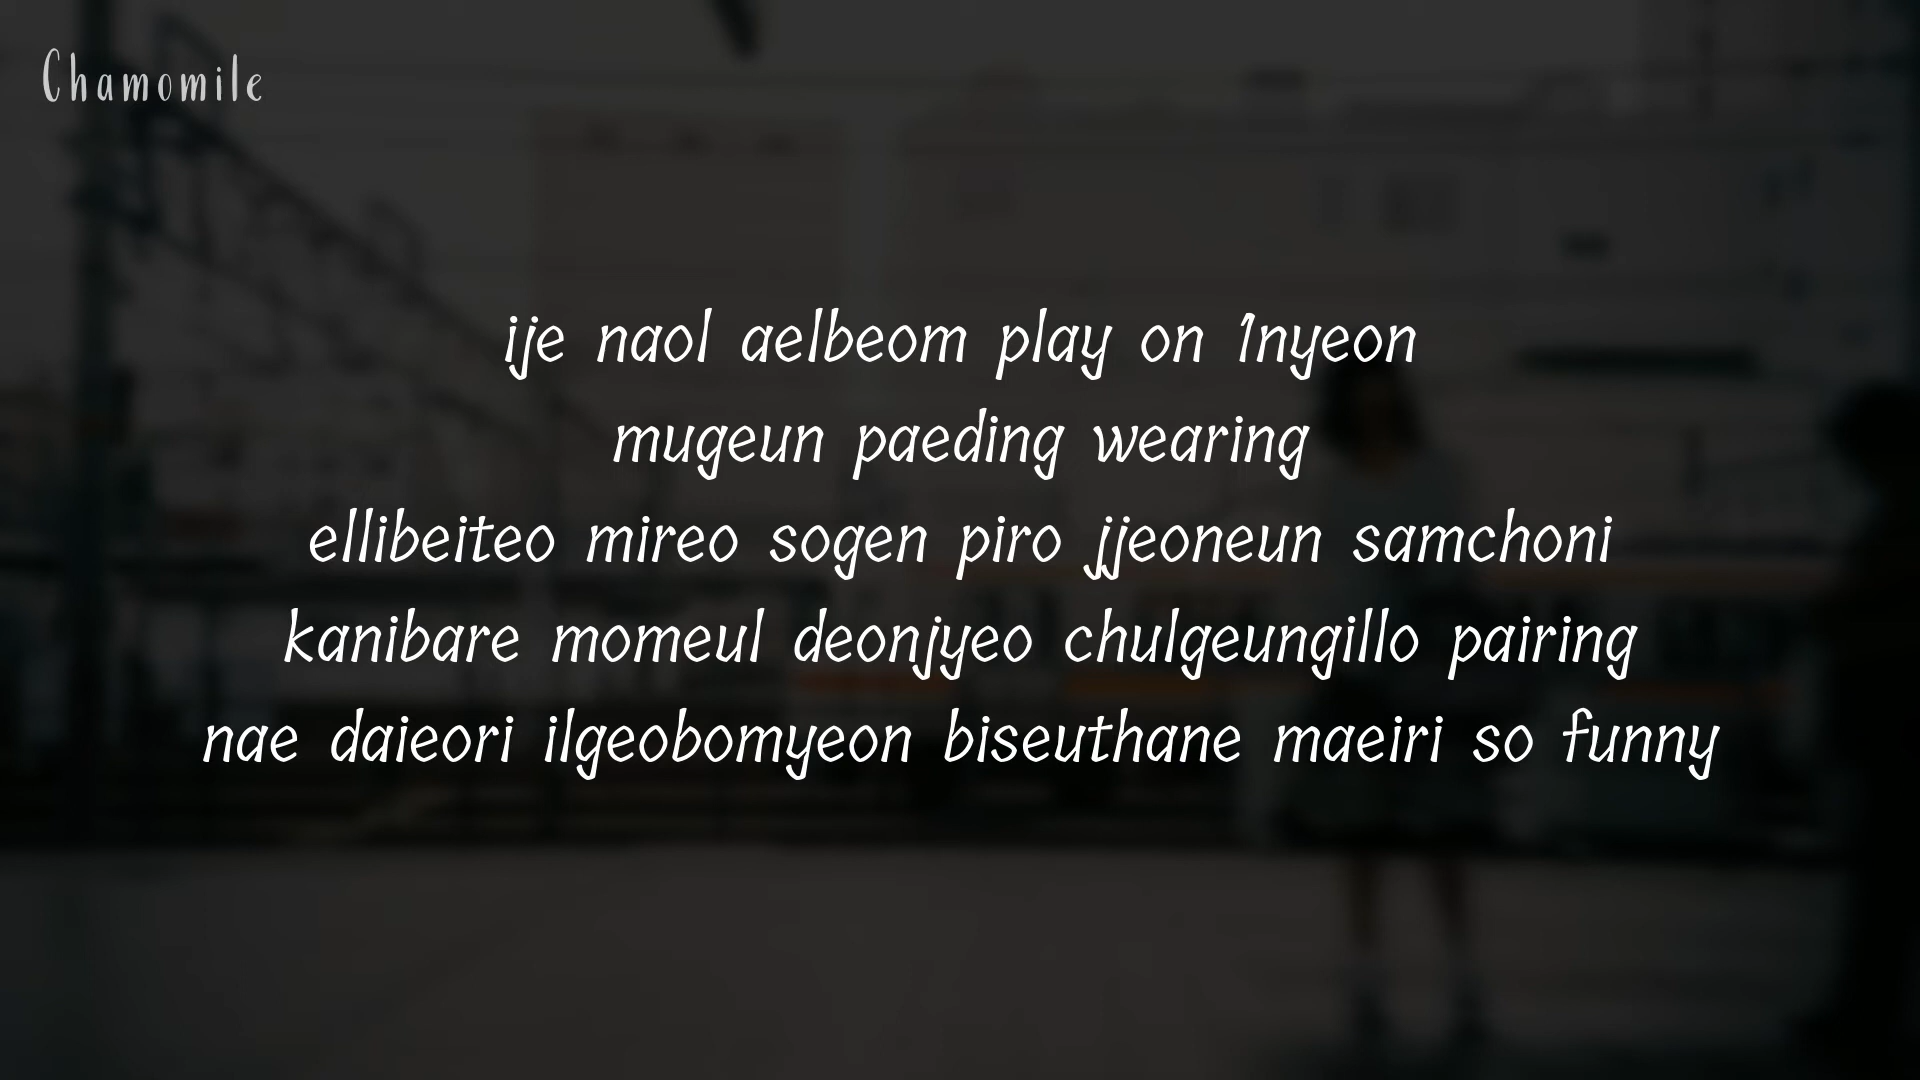 Chamomile
ije naol aelbeom play on 1nyeon
mugeun paeding wearing
ellibeiteo mireo sogen piro jjeoneun samchoni
kanibare momeul deonjyeo chulgeungillo pairing
nae daieori ilgeobomyeon biseuthane maeiri so funny